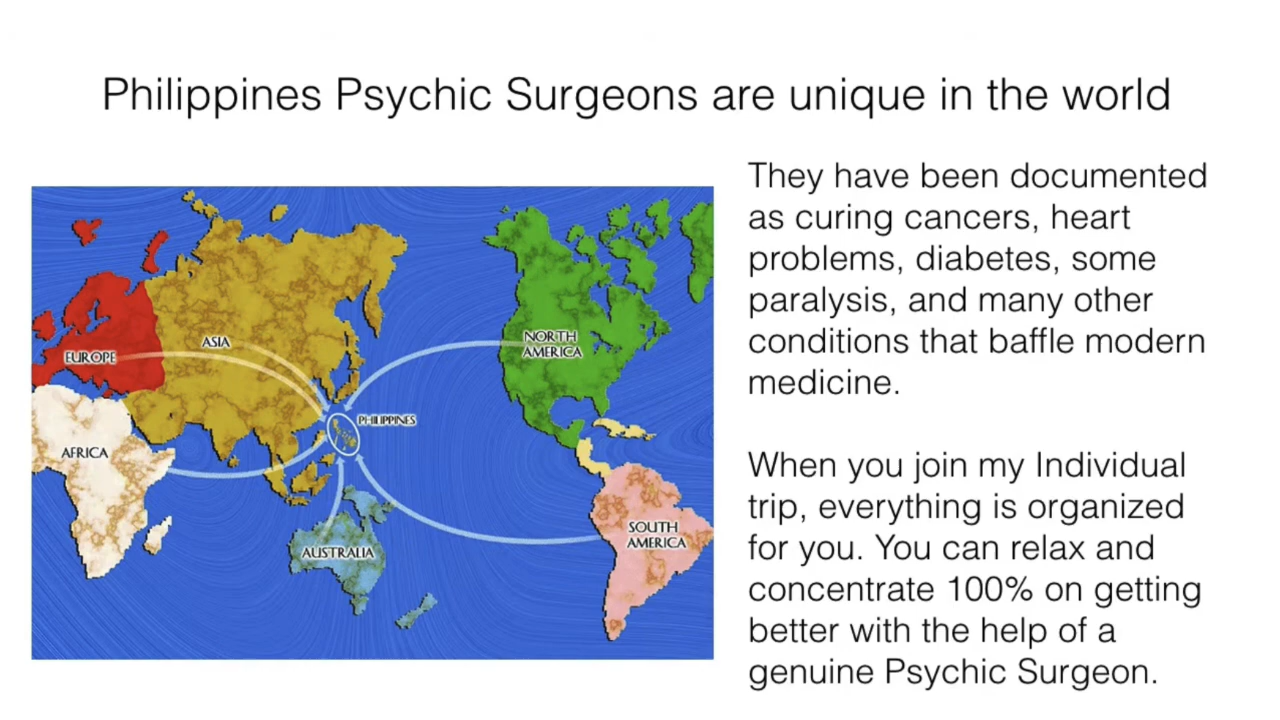 Philippines Psychic Surgeons are unique in the world
They have been documented
as curing cancers, heart
problems, diabetes, some
paralysis, and many other
conditions that baffle modern
medicine.
When you join my Individual
trip, everything is organized
for you. You can relax and
concentrate 100% on getting
better with the help of a
genuine Psychic Surgeon.
EUROPE
ASIA
NORTH
AMERICA
PHILIPPINES
AFRICA
SOUTH
AMERICA
AUSTRALIA